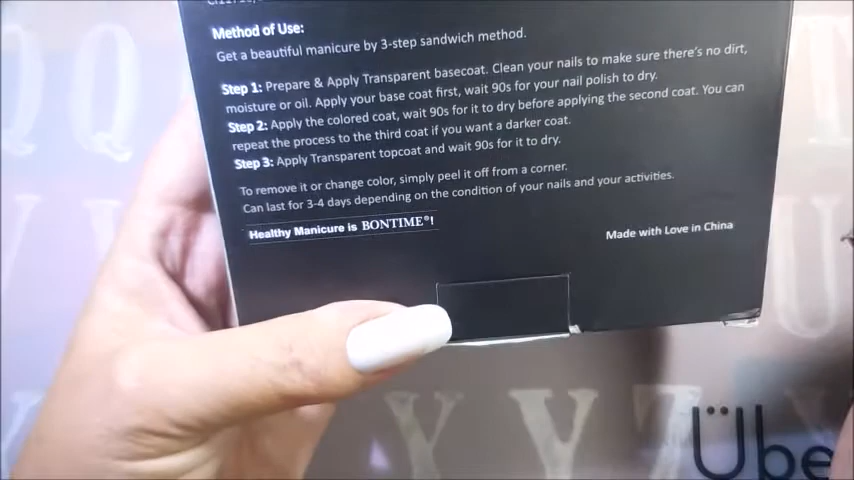 Method of Use:
Get a beautiful manicure by 3-step sandwich method.
Step 1: Prepare & Apply Transparent basecoat. Clean your nails to make sure there's no dirt,
moisture or oil. Apply your base coat first, wait 90s for your nail polish to dry.
Step 2: Apply the colored coat, wait 90s for it to dry before applying the second coat. You can
repeat the process to the third coat if you want a darker coat.
Step 3: Apply Transparent topcoat and wait 90s for it to dry.
To remove it or change color, simply peel it off from a corner.
Can last for 3-4 days depending on the condition of your nails and your activities.
Healthy Manicure is BONTIME®!
Made with Love in China
Q Q
Y Y Y Z Y
Übe